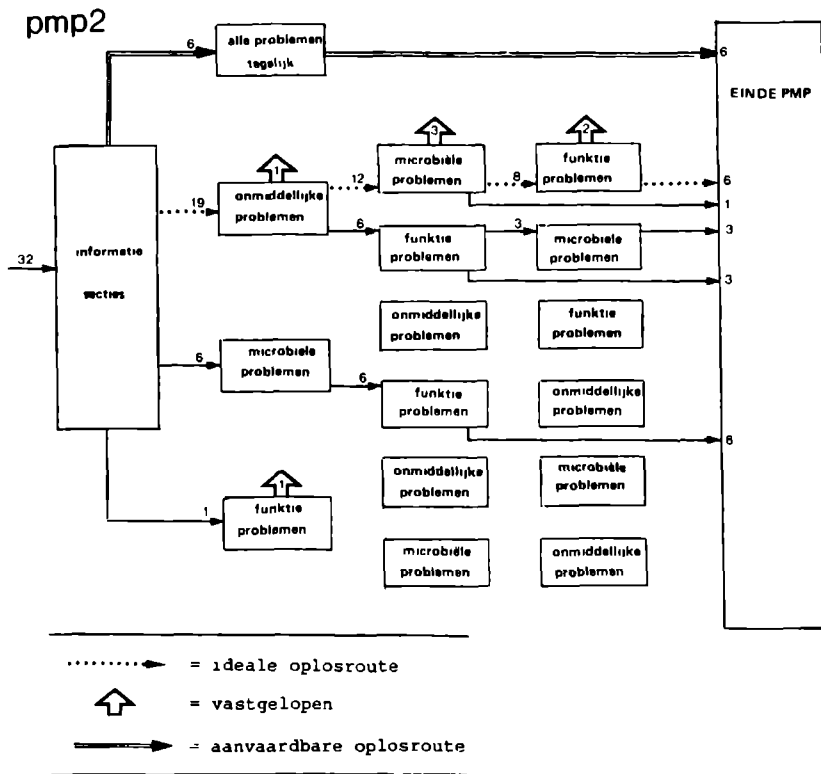 pmp2
6
alle problemen
tegelijk
6
EINDE PMP
1
3
2
microbiële
problemen
funktie
problemen
12
8
6
19
onmiddellijke
problemen
1
6
funktie
problemen
3
microbiële
problemen
3
3
32
informatie
secties
onmiddellijke
problemen
funktie
problemen
6
microbiële
problemen
6
funktie
problemen
onmiddellijke
problemen
6
onmiddellijke
problemen
microbiële
problemen
1
1
funktie
problemen
microbiële
problemen
onmiddellijke
problemen
= ideale oplosroute
= vastgelopen
= aanvaardbare oplosroute